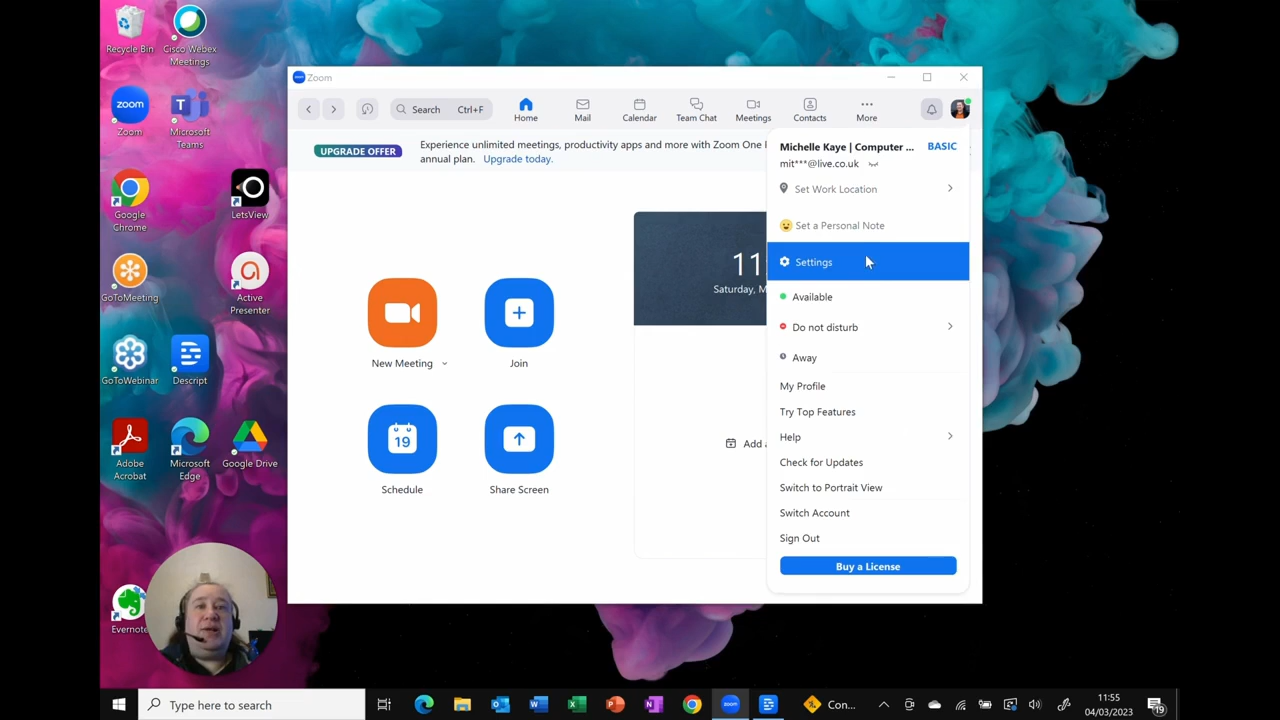 Recycle Bin
Cisco Webex
Meetings
zoom
Zoom
Microsoft
Teams
Google
Chrome
LetsView
GoToMeeting
Active
Presenter
GoToWebinar
Descript
Adobe
Acrobat
Microsoft
Edge
Google Drive
Evernote
Zoom
Search Ctrl+F
Home
Mail
Calendar
Team Chat
Meetings
Contacts
More
UPGRADE OFFER
Experience unlimited meetings, productivity apps and more with Zoom One
annual plan. Upgrade today.
New Meeting
Join
19
Schedule
Share Screen
11
Saturday, M
Add a
Michelle Kaye | Computer ... BASIC
mit***@live.co.uk
Set Work Location
Set a Personal Note
Settings
Available
Do not disturb
Away
My Profile
Try Top Features
Help
Check for Updates
Switch to Portrait View
Switch Account
Sign Out
Buy a License
Type here to search
Con...
11:55
04/03/2023
19